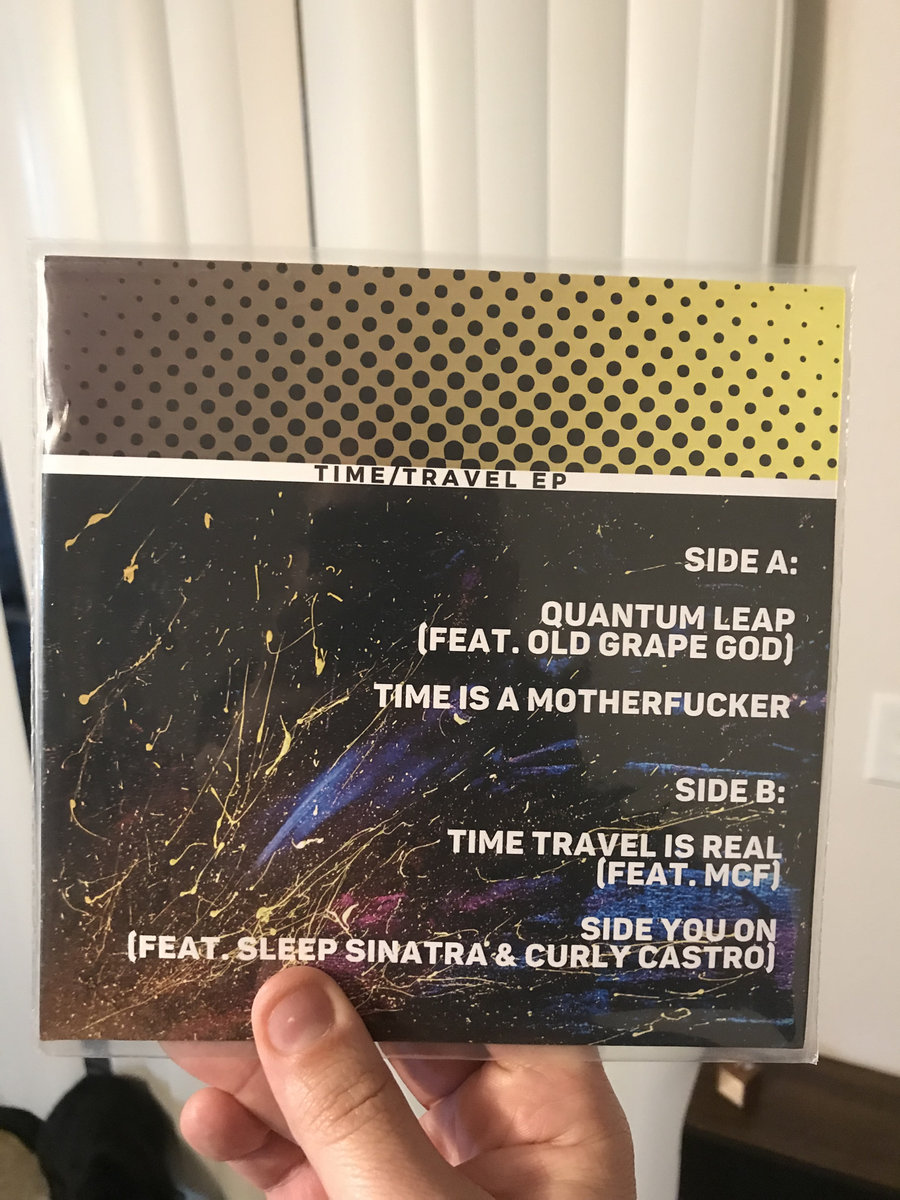 TIME/TRAVEL EP
SIDE A:
QUANTUM LEAP
(FEAT. OLD GRAPE GOD)
TIME IS A MOTHERFUCKER
SIDE B:
TIME TRAVEL IS REAL
(FEAT. MCF)
SIDE YOU ON
(FEAT. SLEEP SINATRA & CURLY CASTRO)